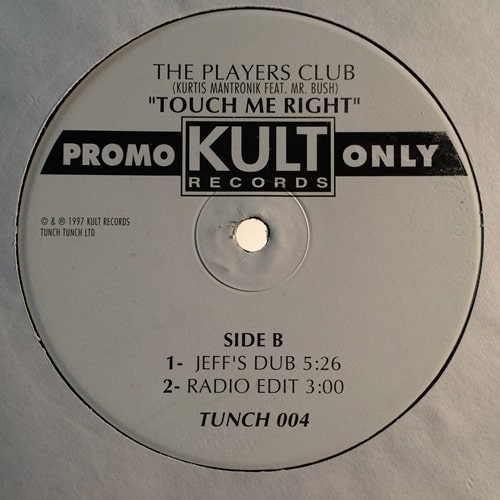 THE PLAYERS CLUB
(KURTIS MANTRONIK FEAT. MR. BUSH)
"TOUCH ME RIGHT"
PROMO KULT ONLY
RECORDS
© & ℗ 1997 KULT RECORDS
TUNCH TUNCH LTD
SIDE B
1- JEFF'S DUB 5:26
2- RADIO EDIT 3:00
TUNCH 004